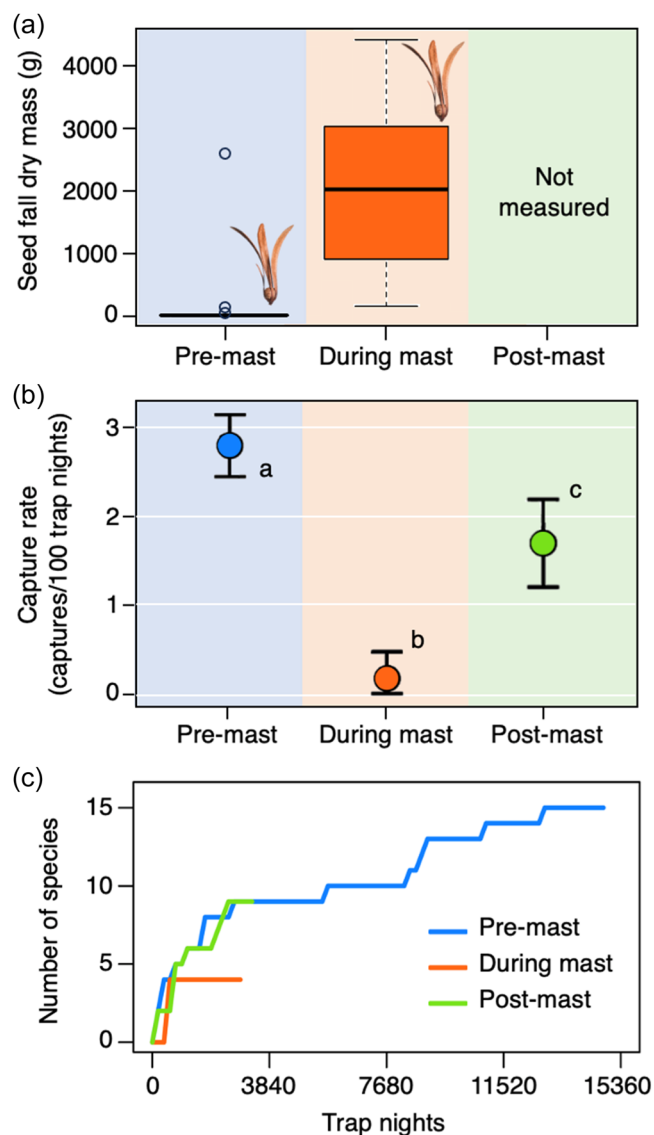 (a)
Seed fall dry mass (g)
4000
3000
2000
1000
0
Not
measured
Pre-mast During mast Post-mast
(b)
Capture rate
(captures/100 trap nights)
3
2
1
0
a
b
c
Pre-mast During mast Post-mast
(c)
Number of species
15
10
5
0
Pre-mast
During mast
Post-mast
0 3840 7680 11520 15360
Trap nights